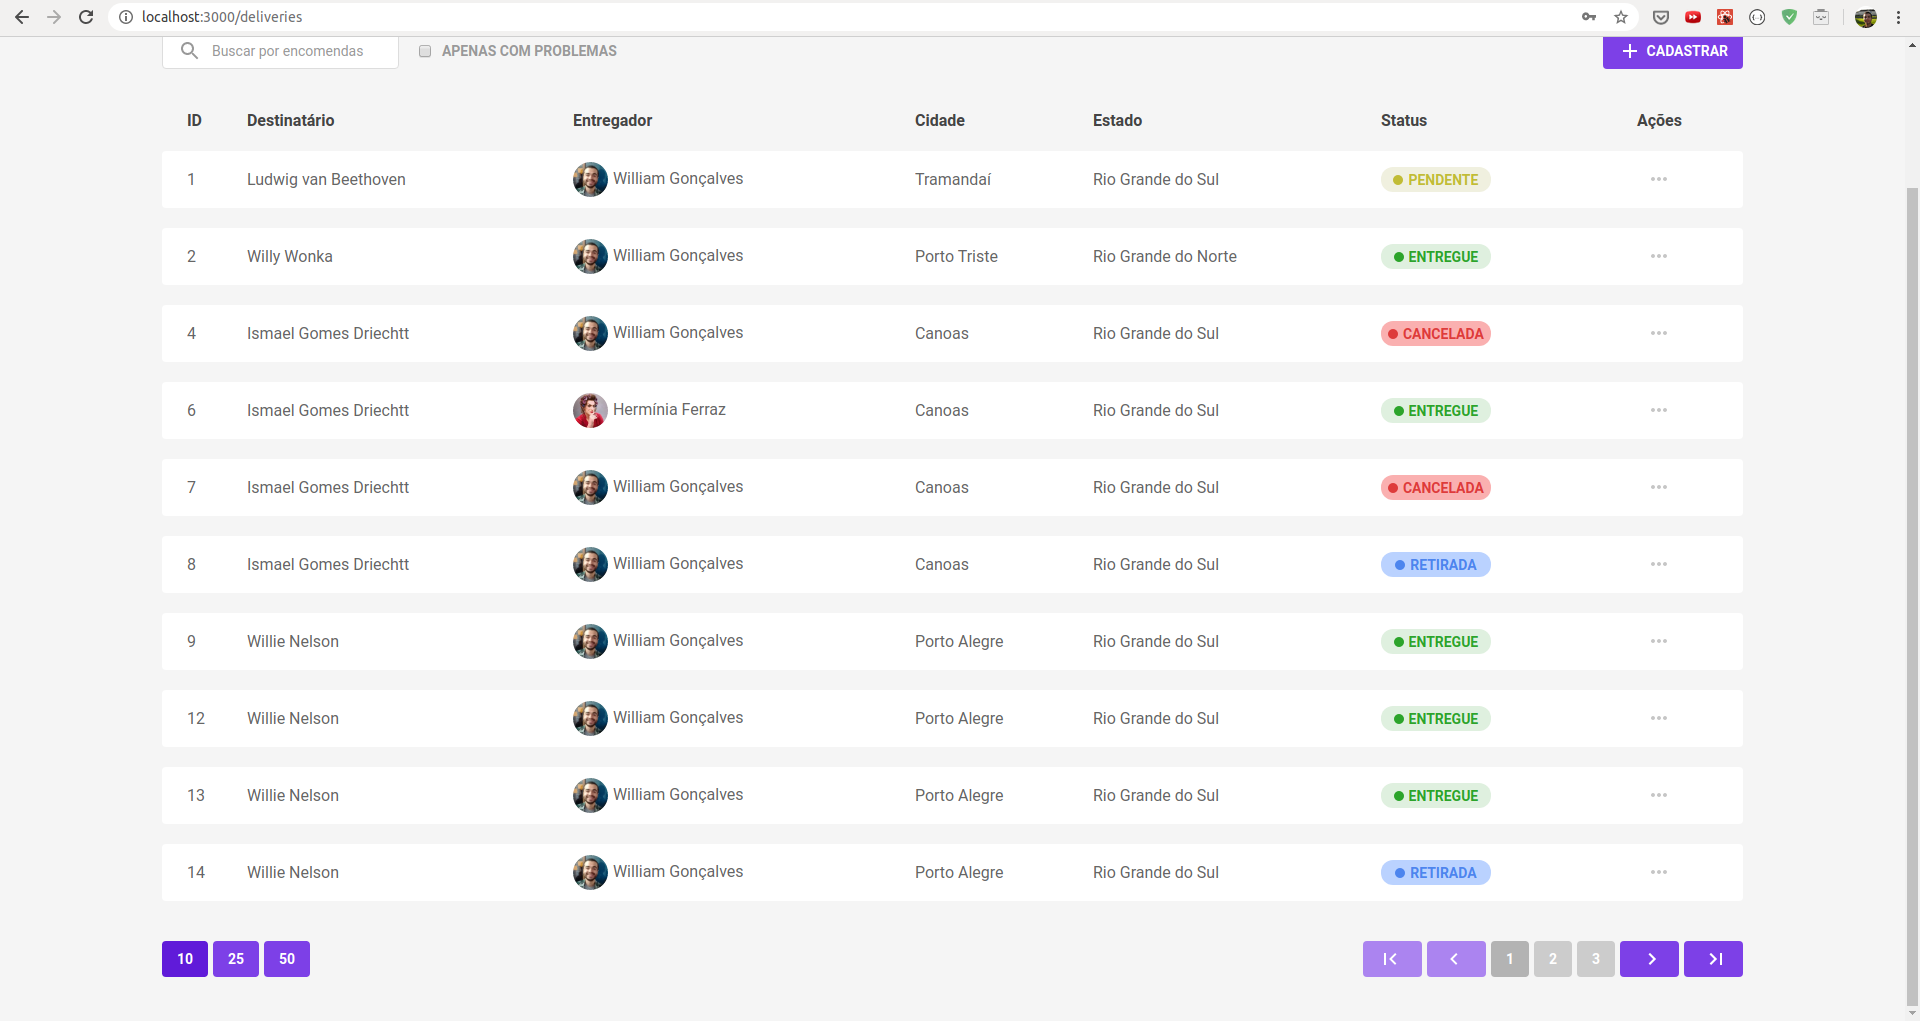 localhost:3000/deliveries
Buscar por encomendas APENAS COM PROBLEMAS CADASTRAR
ID Destinatário Entregador Cidade Estado Status Ações
1 Ludwig van Beethoven William Gonçalves Tramandaí Rio Grande do Sul PENDENTE
2 Willy Wonka William Gonçalves Porto Triste Rio Grande do Norte ENTREGUE
4 Ismael Gomes Driechtt William Gonçalves Canoas Rio Grande do Sul CANCELADA
6 Ismael Gomes Driechtt Hermínia Ferraz Canoas Rio Grande do Sul ENTREGUE
7 Ismael Gomes Driechtt William Gonçalves Canoas Rio Grande do Sul CANCELADA
8 Ismael Gomes Driechtt William Gonçalves Canoas Rio Grande do Sul RETIRADA
9 Willie Nelson William Gonçalves Porto Alegre Rio Grande do Sul ENTREGUE
12 Willie Nelson William Gonçalves Porto Alegre Rio Grande do Sul ENTREGUE
13 Willie Nelson William Gonçalves Porto Alegre Rio Grande do Sul ENTREGUE
14 Willie Nelson William Gonçalves Porto Alegre Rio Grande do Sul RETIRADA
10 25 50 1 2 3